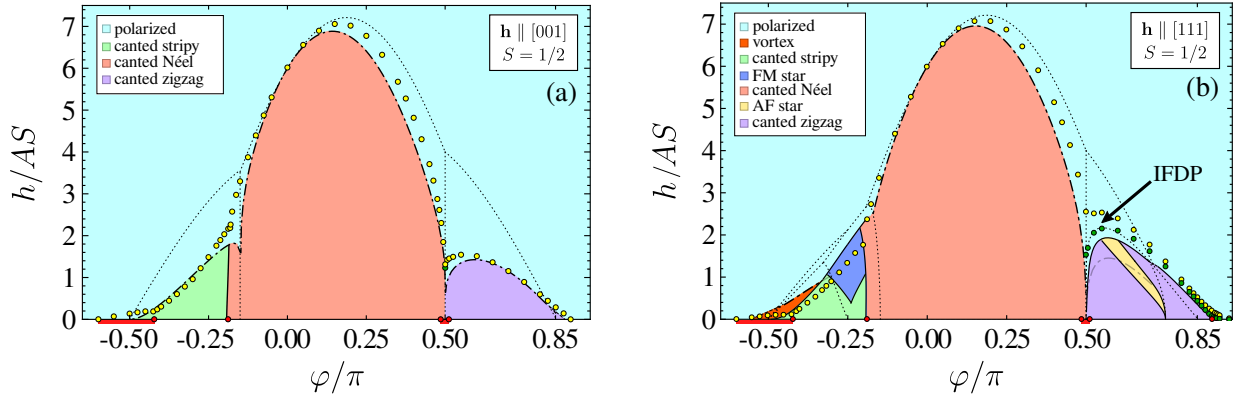 polarized
canted stripy
canted Néel
canted zigzag
h ∥ [001]
S = 1/2
(a)
h/AS
7
6
5
4
3
2
1
0
-0.50 -0.25 0.00 0.25 0.50 0.85
φ/π
polarized
vortex
canted stripy
FM star
canted Néel
AF star
canted zigzag
h ∥ [111]
S = 1/2
(b)
IFDP
h/AS
7
6
5
4
3
2
1
0
-0.50 -0.25 0.00 0.25 0.50 0.85
φ/π